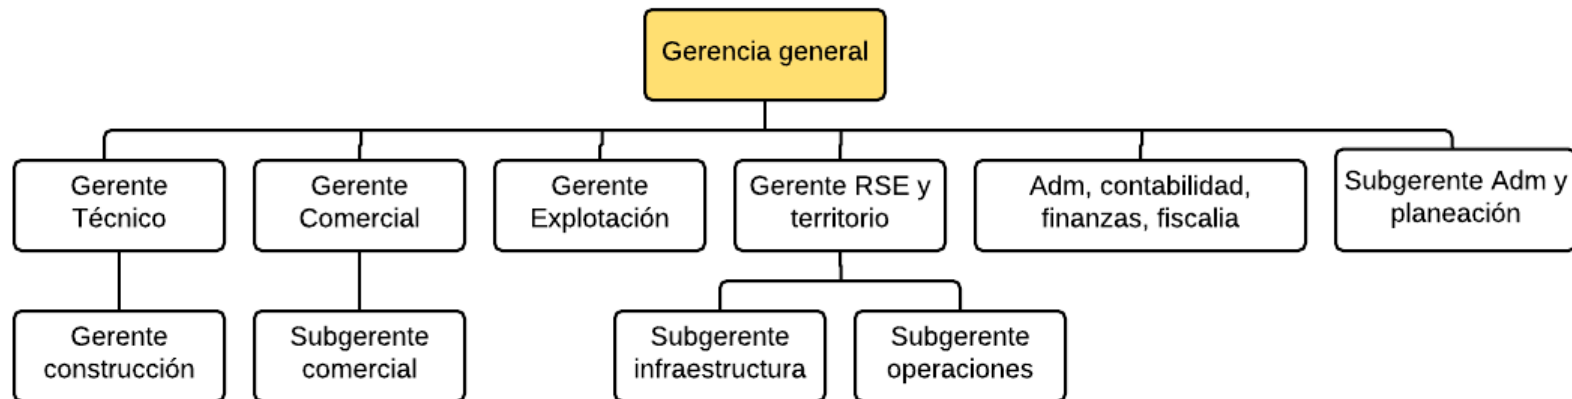 Gerencia general
Gerente
Técnico
Gerente
Comercial
Gerente
Explotación
Gerente RSE y
territorio
Adm, contabilidad,
finanzas, fiscalia
Subgerente Adm y
planeación
Gerente
construcción
Subgerente
comercial
Subgerente
infraestructura
Subgerente
operaciones